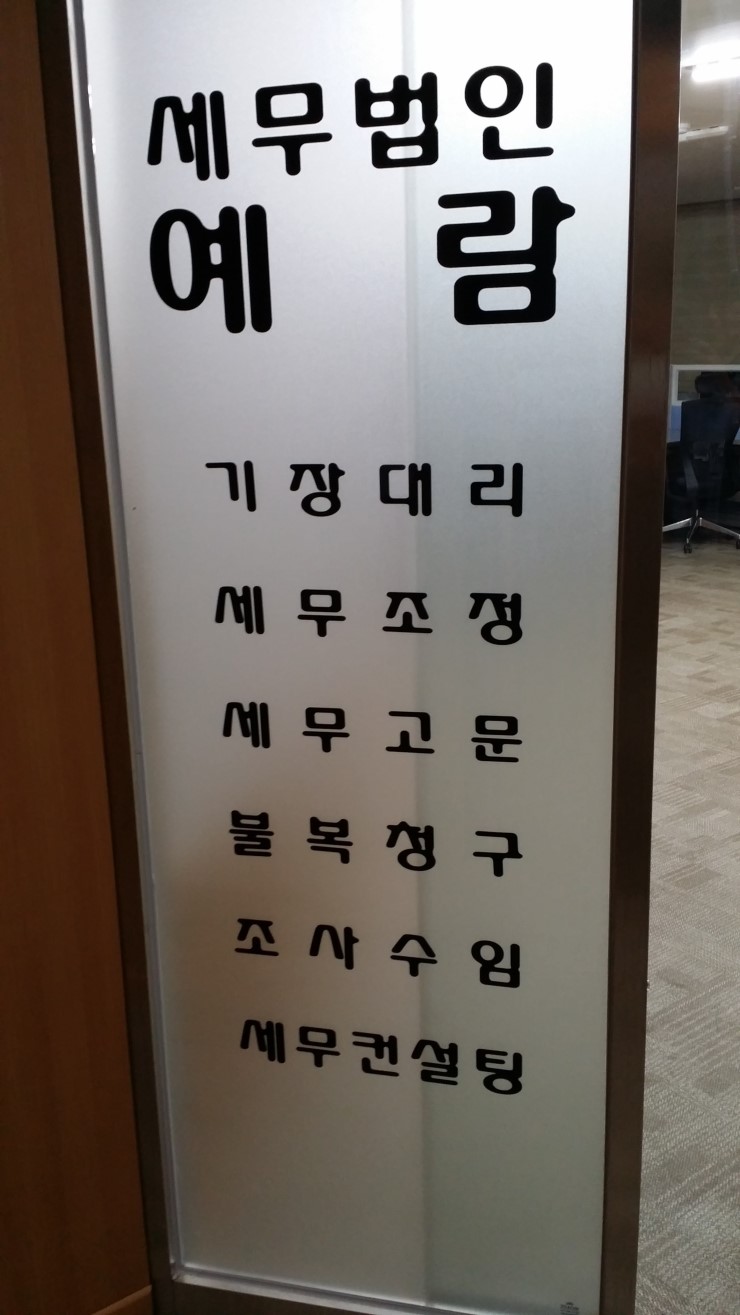 세무법인
예 람
기장대리
세무조정
세무고문
불복청구
조사수임
세무컨설팅